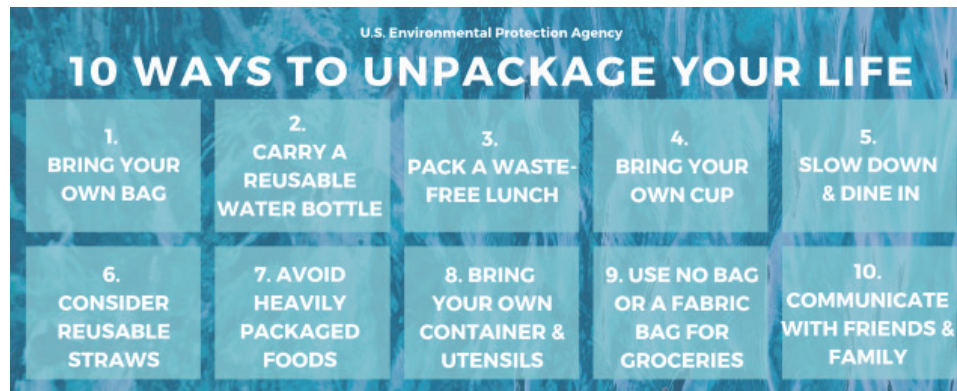 U.S. Environmental Protection Agency
10 WAYS TO UNPACKAGE YOUR LIFE
1.
BRING YOUR
OWN BAG
2.
CARRY A
REUSABLE
WATER BOTTLE
3.
PACK A WASTE-
FREE LUNCH
4.
BRING YOUR
OWN CUP
5.
SLOW DOWN
& DINE IN
6.
CONSIDER
REUSABLE
STRAWS
7. AVOID
HEAVILY
PACKAGED
FOODS
8. BRING
YOUR OWN
CONTAINER &
UTENSILS
9. USE NO BAG
OR A FABRIC
BAG FOR
GROCERIES
10.
COMMUNICATE
WITH FRIENDS &
FAMILY